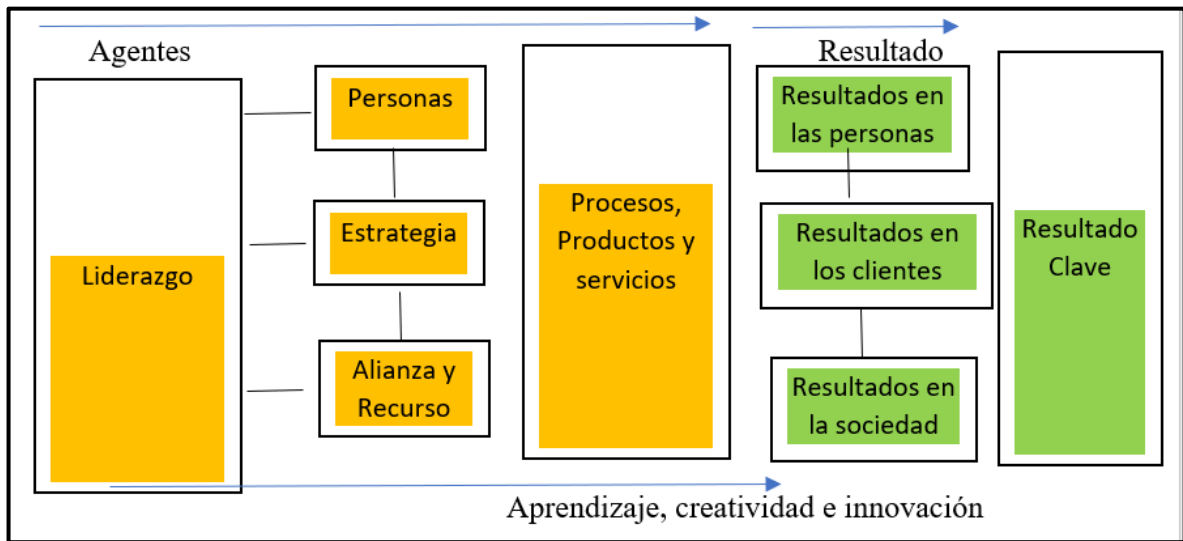 Agentes
Resultado
Liderazgo
Personas
Estrategia
Alianza y
Recurso
Procesos,
Productos y
servicios
Resultados en
las personas
Resultados en
los clientes
Resultados en
la sociedad
Resultado
Clave
Aprendizaje, creatividad e innovación